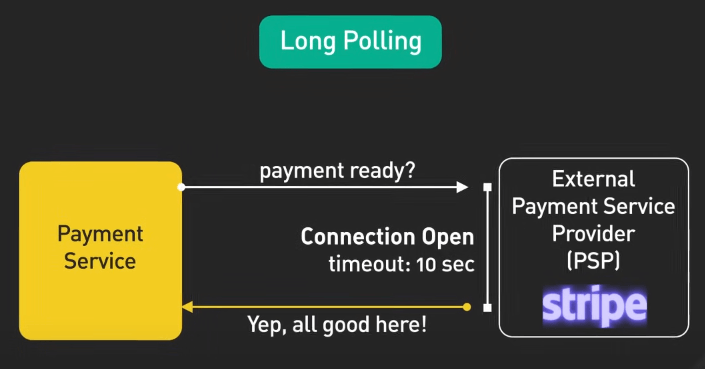 Long Polling
payment ready?
Payment
Service
Connection Open
timeout: 10 sec
Yep, all good here!
External
Payment Service
Provider
(PSP)
stripe